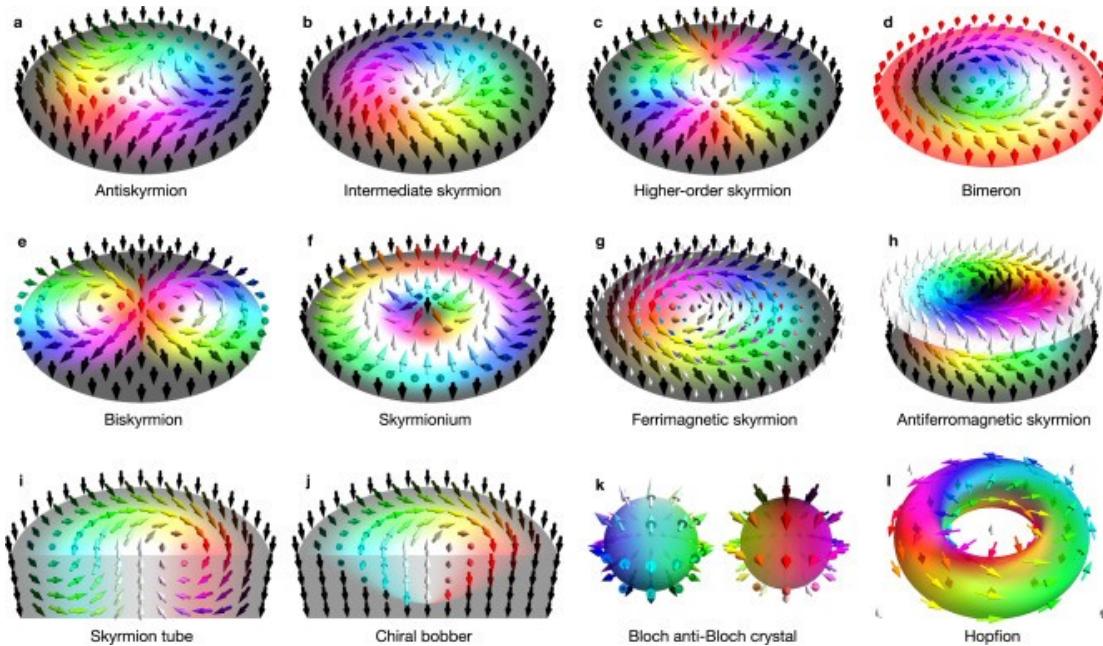 a
b
c
d
Antiskyrmion
Intermediate skyrmion
Higher-order skyrmion
Bimeron
e
f
g
h
Biskyrmion
Skyrmionium
Ferrimagnetic skyrmion
Antiferromagnetic skyrmion
i
j
k
l
Skyrmion tube
Chiral bobber
Bloch anti-Bloch crystal
Hopfion